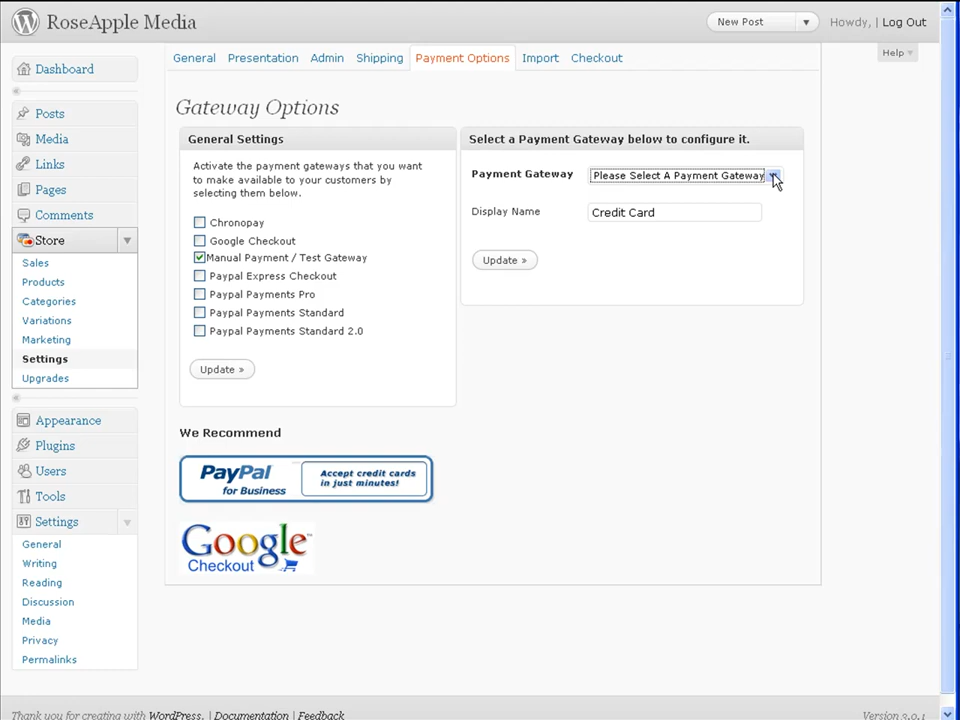 RoseApple Media
New Post
Howdy, | Log Out
Help
General
Presentation
Admin
Shipping
Payment Options
Import
Checkout
Dashboard
Posts
Media
Links
Pages
Comments
Store
Sales
Products
Categories
Variations
Marketing
Settings
Upgrades
Appearance
Plugins
Users
Tools
Settings
General
Writing
Reading
Discussion
Media
Privacy
Permalinks
Gateway Options
General Settings
Activate the payment gateways that you want
to make available to your customers by
selecting them below.
Chronopay
Google Checkout
Manual Payment / Test Gateway
Paypal Express Checkout
Paypal Payments Pro
Paypal Payments Standard
Paypal Payments Standard 2.0
Update »
Select a Payment Gateway below to configure it.
Payment Gateway
Please Select A Payment Gateway
Display Name
Credit Card
Update »
We Recommend
PayPal
for Business
Accept credit cards
in just minutes!
Google
Checkout
Thank you for creating with WordPress. | Documentation | Feedback
Version 3.0.1